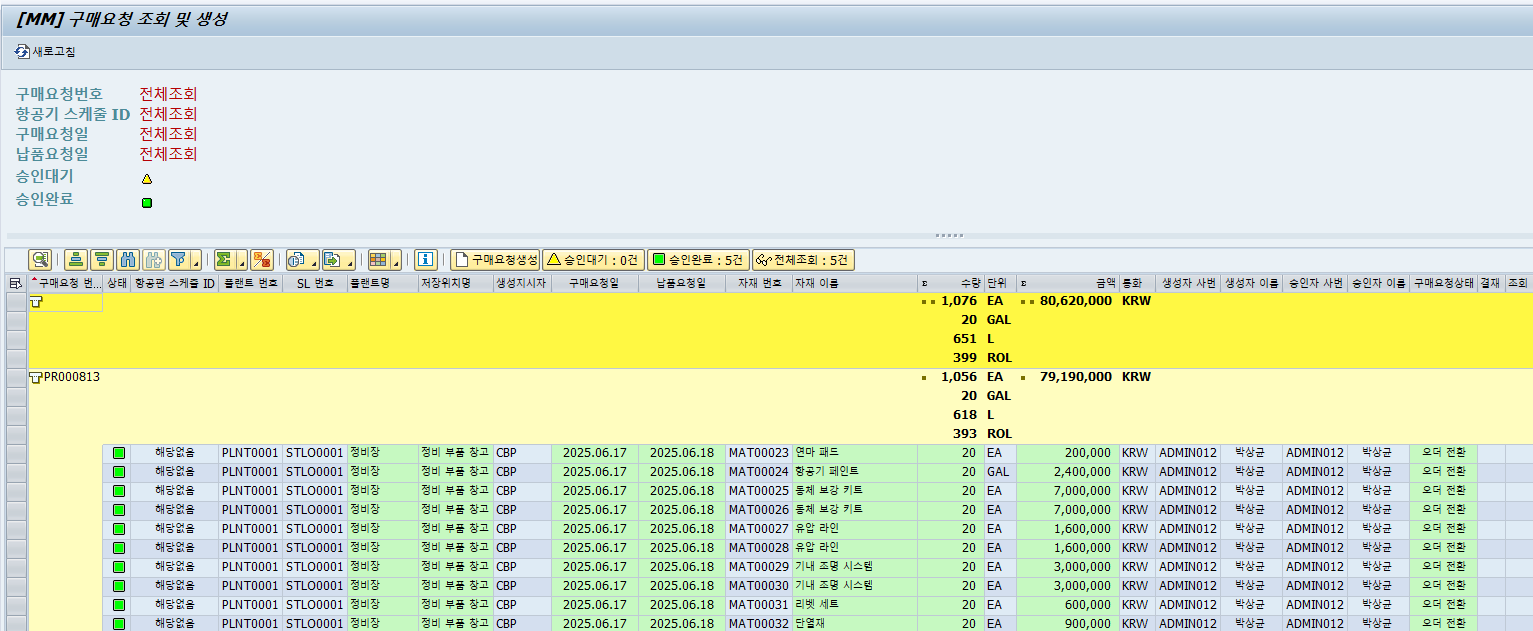 [MM] 구매요청 조회 및 생성
새로고침
구매요청번호 전체조회
항공기 스케줄 ID 전체조회
구매요청일 전체조회
납품요청일 전체조회
승인대기
승인완료
구매요청생성 승인대기 : 0건 승인완료 : 5건 전체조회 : 5건
구매요청 번... 상태 항공편 스케줄 ID 플랜트 번호 SL 번호 플랜트명 저장위치명 생성지시자 구매요청일 납품요청일 자재 번호 자재 이름 Σ 수량 단위 Σ 금액 통화 생성자 사번 생성자 이름 승인자 사번 승인자 이름 구매요청상태 결재 조회
1,076 EA 80,620,000 KRW
20 GAL
651 L
399 ROL
PR000813 1,056 EA 79,190,000 KRW
20 GAL
618 L
393 ROL
해당없음 PLNT0001 STLO0001 정비장 정비 부품 창고 CBP 2025.06.17 2025.06.18 MAT00023 연마 패드 20 EA 200,000 KRW ADMIN012 박상균 ADMIN012 박상균 오더 전환
해당없음 PLNT0001 STLO0001 정비장 정비 부품 창고 CBP 2025.06.17 2025.06.18 MAT00024 항공기 페인트 20 GAL 2,400,000 KRW ADMIN012 박상균 ADMIN012 박상균 오더 전환
해당없음 PLNT0001 STLO0001 정비장 정비 부품 창고 CBP 2025.06.17 2025.06.18 MAT00025 동체 보강 키트 20 EA 7,000,000 KRW ADMIN012 박상균 ADMIN012 박상균 오더 전환
해당없음 PLNT0001 STLO0001 정비장 정비 부품 창고 CBP 2025.06.17 2025.06.18 MAT00026 동체 보강 키트 20 EA 7,000,000 KRW ADMIN012 박상균 ADMIN012 박상균 오더 전환
해당없음 PLNT0001 STLO0001 정비장 정비 부품 창고 CBP 2025.06.17 2025.06.18 MAT00027 유압 라인 20 EA 1,600,000 KRW ADMIN012 박상균 ADMIN012 박상균 오더 전환
해당없음 PLNT0001 STLO0001 정비장 정비 부품 창고 CBP 2025.06.17 2025.06.18 MAT00028 유압 라인 20 EA 1,600,000 KRW ADMIN012 박상균 ADMIN012 박상균 오더 전환
해당없음 PLNT0001 STLO0001 정비장 정비 부품 창고 CBP 2025.06.17 2025.06.18 MAT00029 기내 조명 시스템 20 EA 3,000,000 KRW ADMIN012 박상균 ADMIN012 박상균 오더 전환
해당없음 PLNT0001 STLO0001 정비장 정비 부품 창고 CBP 2025.06.17 2025.06.18 MAT00030 기내 조명 시스템 20 EA 3,000,000 KRW ADMIN012 박상균 ADMIN012 박상균 오더 전환
해당없음 PLNT0001 STLO0001 정비장 정비 부품 창고 CBP 2025.06.17 2025.06.18 MAT00031 리벳 세트 20 EA 600,000 KRW ADMIN012 박상균 ADMIN012 박상균 오더 전환
해당없음 PLNT0001 STLO0001 정비장 정비 부품 창고 CBP 2025.06.17 2025.06.18 MAT00032 단열재 20 EA 900,000 KRW ADMIN012 박상균 ADMIN012 박상균 오더 전환